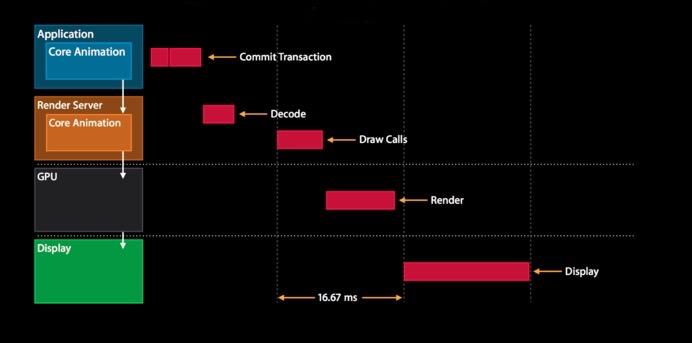 Application
Core Animation
Commit Transaction
Render Server
Core Animation
Decode
Draw Calls
GPU
Render
Display
Display
16.67 ms